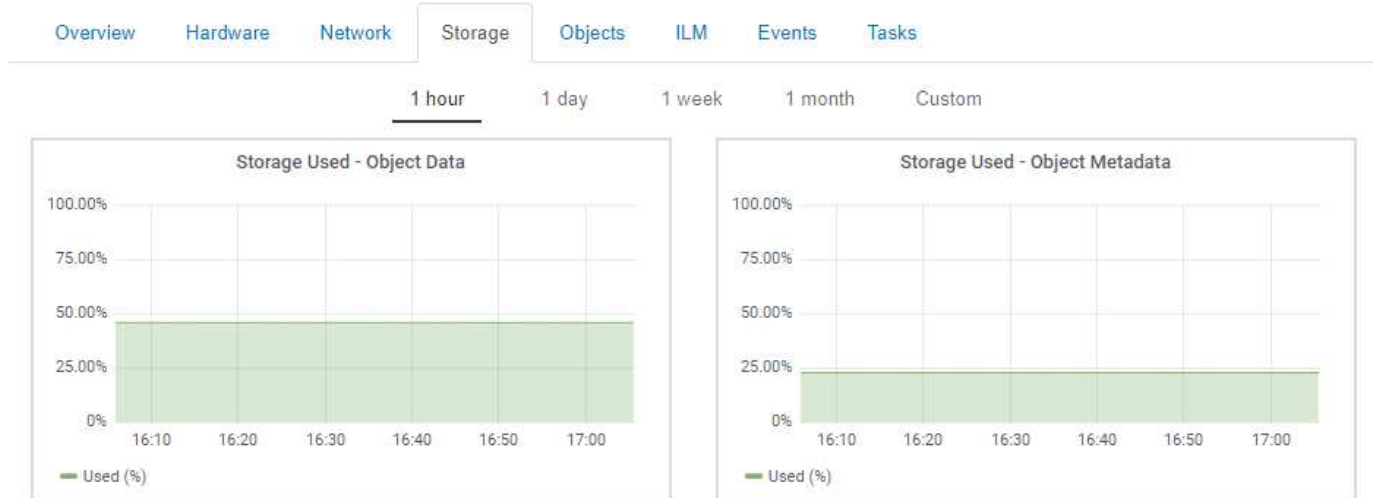 Overview Hardware Network Storage Objects ILM Events Tasks
1 hour 1 day 1 week 1 month Custom
Storage Used - Object Data
100.00%
75.00%
50.00%
25.00%
0%
16:10 16:20 16:30 16:40 16:50 17:00
Used (%)
Storage Used - Object Metadata
100.00%
75.00%
50.00%
25.00%
0%
16:10 16:20 16:30 16:40 16:50 17:00
Used (%)